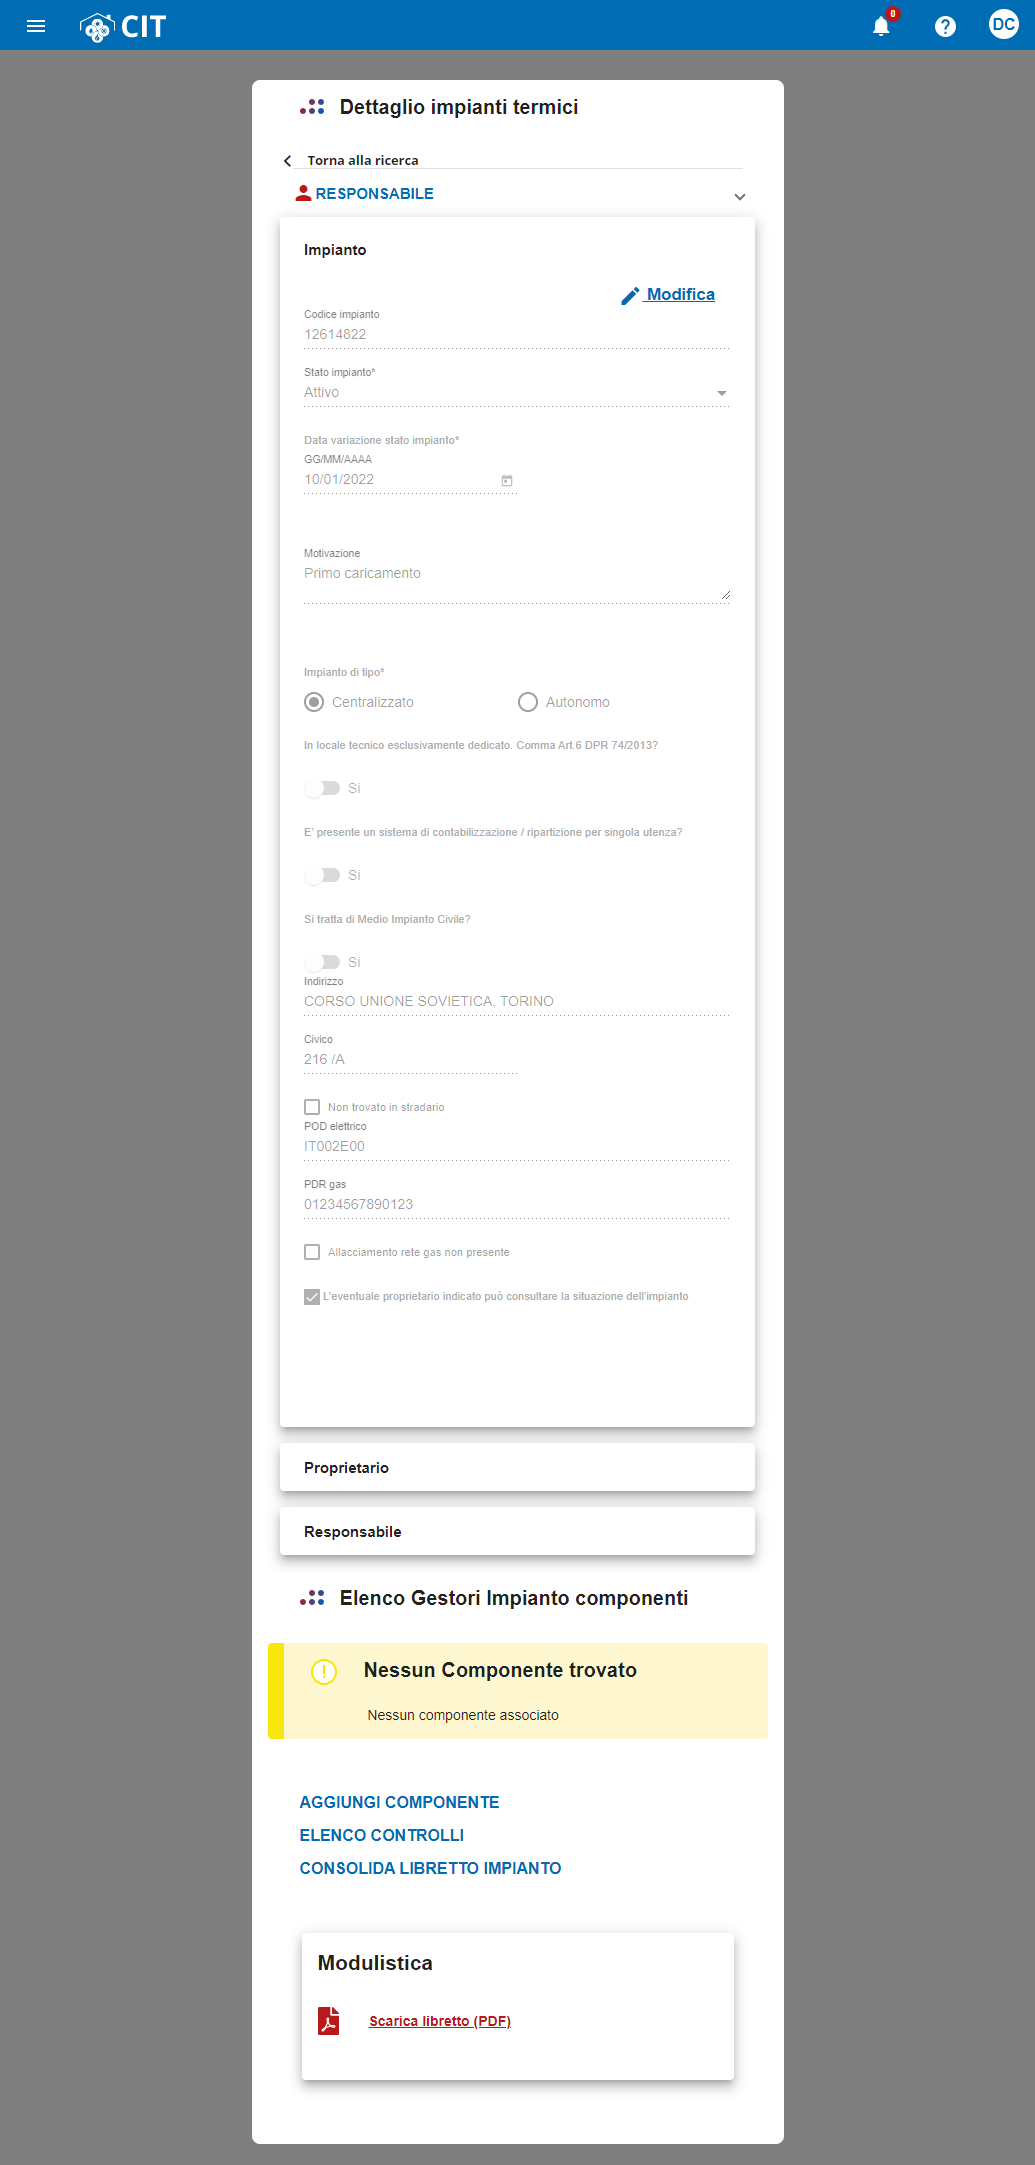 CIT
0
DC
Dettaglio impianti termici
Torna alla ricerca
RESPONSABILE
Impianto
Modifica
Codice impianto
12614822
Stato impianto*
Attivo
Data variazione stato impianto*
GG/MM/AAAA
10/01/2022
Motivazione
Primo caricamento
Impianto di tipo*
Centralizzato
Autonomo
In locale tecnico esclusivamente dedicato. Comma Art.6 DPR 74/2013?
Si
E' presente un sistema di contabilizzazione / ripartizione per singola utenza?
Si
Si tratta di Medio Impianto Civile?
Si
Indirizzo
CORSO UNIONE SOVIETICA, TORINO
Civico
216 /A
Non trovato in stradario
POD elettrico
IT002E00
PDR gas
01234567890123
Allacciamento rete gas non presente
L'eventuale proprietario indicato può consultare la situazione dell'impianto
Proprietario
Responsabile
Elenco Gestori Impianto componenti
Nessun Componente trovato
Nessun componente associato
AGGIUNGI COMPONENTE
ELENCO CONTROLLI
CONSOLIDA LIBRETTO IMPIANTO
Modulistica
Scarica libretto (PDF)